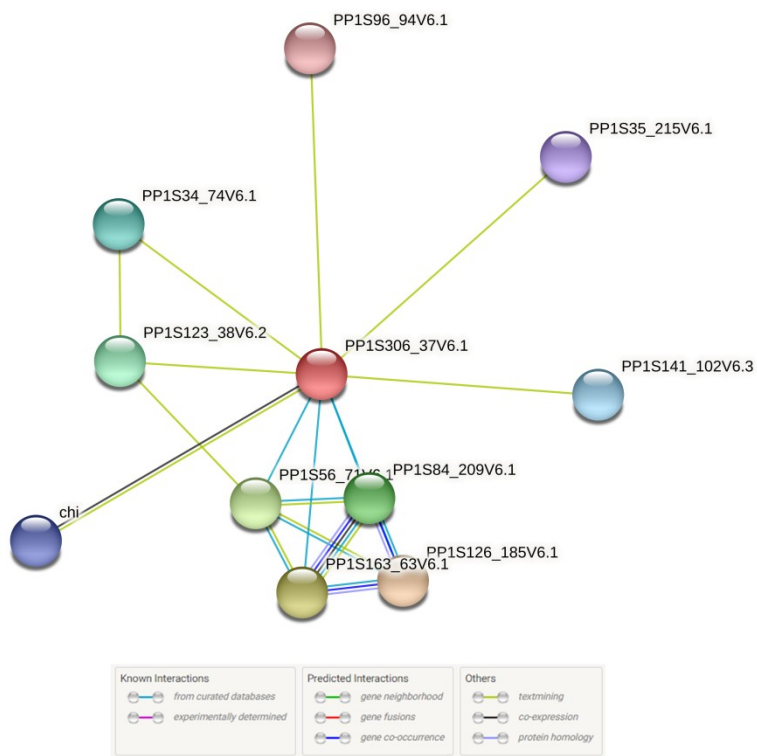 PP1S96_94V6.1
PP1S35_215V6.1
PP1S34_74V6.1
PP1S123_38V6.2
PP1S306_37V6.1
PP1S141_102V6.3
PP1S56_71V6.1
PP1S84_209V6.1
chi
PP1S126_185V6.1
PP1S163_63V6.1
Known Interactions
from curated databases
experimentally determined
Predicted Interactions
gene neighborhood
gene fusions
gene co-occurrence
Others
textmining
co-expression
protein homology